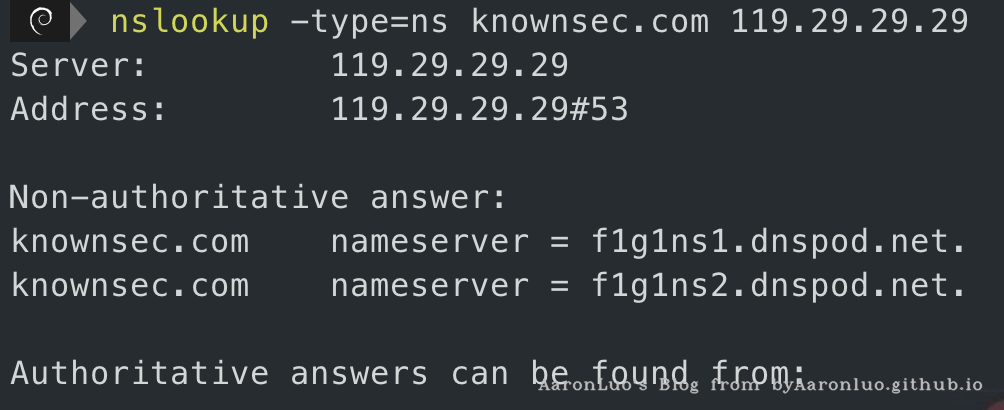 nslookup -type=ns knownsec.com 119.29.29.29
Server:		119.29.29.29
Address:	119.29.29.29#53
Non-authoritative answer:
knownsec.com	nameserver = f1g1ns1.dnspod.net.
knownsec.com	nameserver = f1g1ns2.dnspod.net.
Authoritative answers can be found from:
AaronLuo's Blog from byAaronluo.github.io